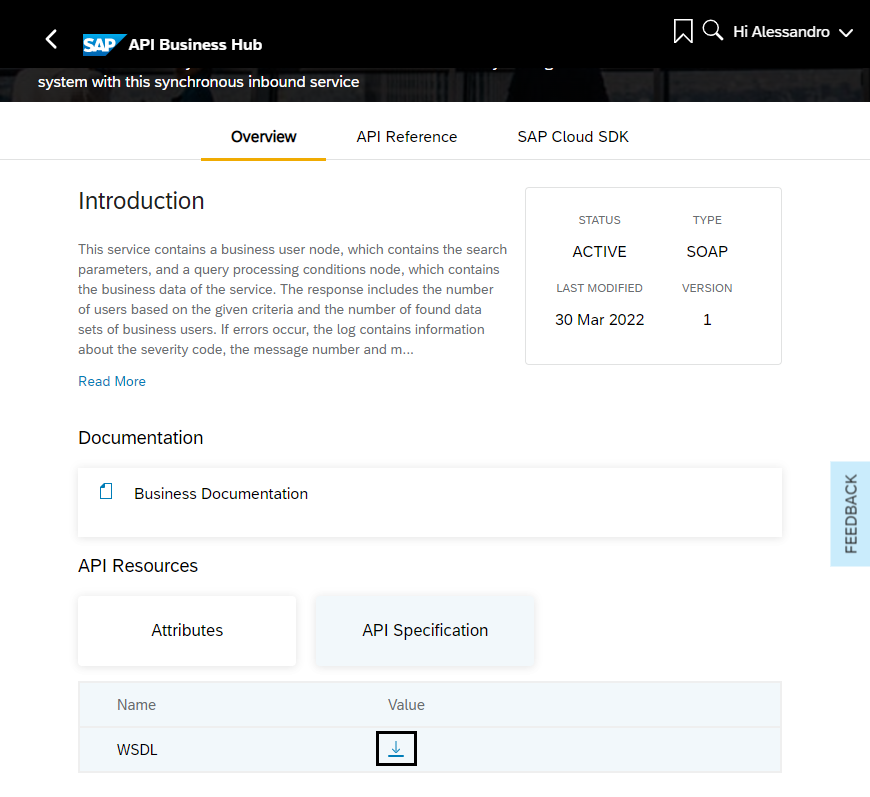 SAP API Business Hub
Hi Alessandro
system with this synchronous inbound service
Overview API Reference SAP Cloud SDK
Introduction
This service contains a business user node, which contains the search
parameters, and a query processing conditions node, which contains
the business data of the service. The response includes the number
of users based on the given criteria and the number of found data
sets of business users. If errors occur, the log contains information
about the severity code, the message number and m...
Read More
STATUS TYPE
ACTIVE SOAP
LAST MODIFIED VERSION
30 Mar 2022 1
Documentation
Business Documentation
FEEDBACK
API Resources
Attributes API Specification
Name Value
WSDL